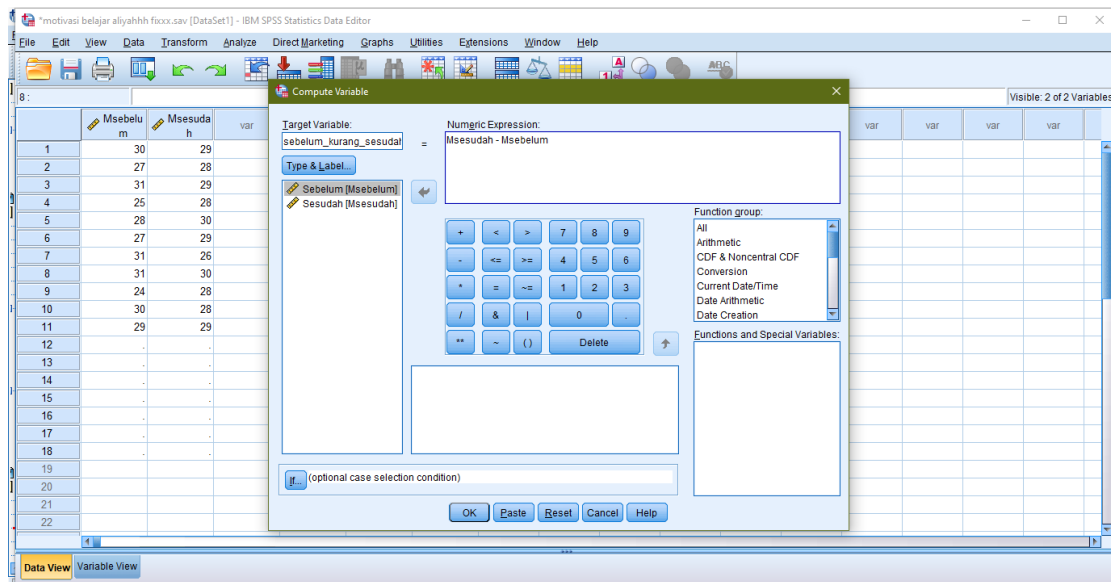 *motivasi belajar aliyahhh fixxx.sav [DataSet1] - IBM SPSS Statistics Data Editor
File Edit View Data Transform Analyze Direct Marketing Graphs Utilities Extensions Window Help
8 :
Visible: 2 of 2 Variables
Msebelum Msesudah var var var var var
1 30 29
2 27 28
3 31 29
4 25 28
5 28 30
6 27 29
7 31 26
8 31 30
9 24 28
10 30 28
11 29 29
12 . .
13 . .
14 . .
15 . .
16 . .
17 . .
18 . .
19
20
21
22
Data View Variable View
Compute Variable
Target Variable:
sebelum_kurang_sesudah
=
Numeric Expression:
Msesudah - Msebelum
Type & Label...
Sebelum [Msebelum]
Sesudah [Msesudah]
+ < > 7 8 9
- <= >= 4 5 6
* = ~= 1 2 3
/ & | 0 .
** ~ ( ) Delete
Function group:
All
Arithmetic
CDF & Noncentral CDF
Conversion
Current Date/Time
Date Arithmetic
Date Creation
Functions and Special Variables:
If... (optional case selection condition)
OK Paste Reset Cancel Help